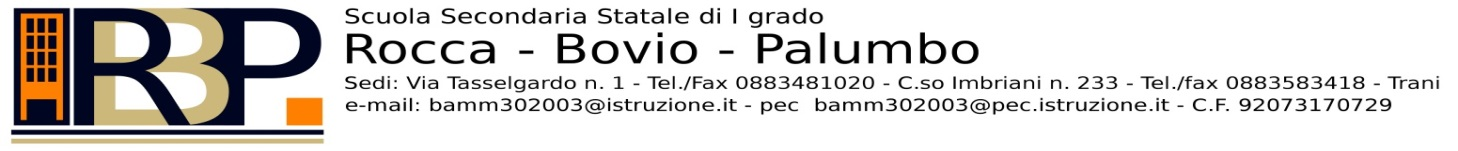 RBP
Scuola Secondaria Statale di I grado
Rocca - Bovio - Palumbo
Sedi: Via Tasselgardo n. 1 - Tel./Fax 0883481020 - C.so Imbriani n. 233 - Tel./fax 0883583418 - Trani
e-mail: bamm302003@istruzione.it - pec bamm302003@pec.istruzione.it - C.F. 92073170729